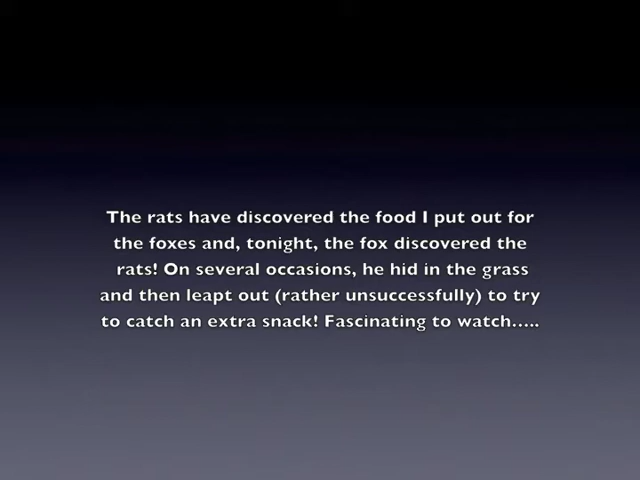 The rats have discovered the food I put out for
the foxes and, tonight, the fox discovered the
rats! On several occasions, he hid in the grass
and then leapt out (rather unsuccessfully) to try
to catch an extra snack! Fascinating to watch.....